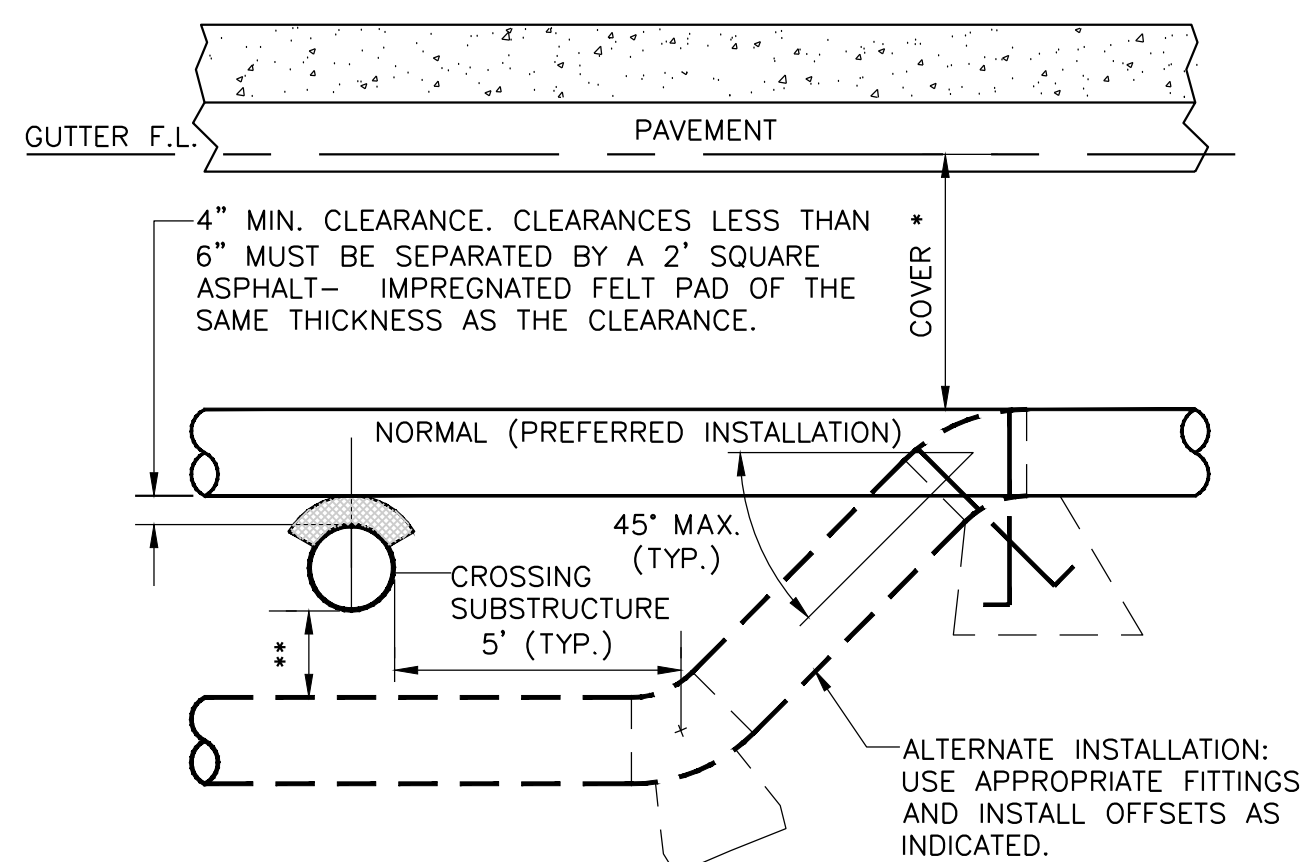 PAVEMENT
GUTTER F.L.
4" MIN. CLEARANCE. CLEARANCES LESS THAN
6" MUST BE SEPARATED BY A 2' SQUARE
ASPHALT- IMPREGNATED FELT PAD OF THE
SAME THICKNESS AS THE CLEARANCE.
COVER *
NORMAL (PREFERRED INSTALLATION)
45° MAX.
(TYP.)
CROSSING
SUBSTRUCTURE
5' (TYP.)
**
ALTERNATE INSTALLATION:
USE APPROPRIATE FITTINGS
AND INSTALL OFFSETS AS
INDICATED.